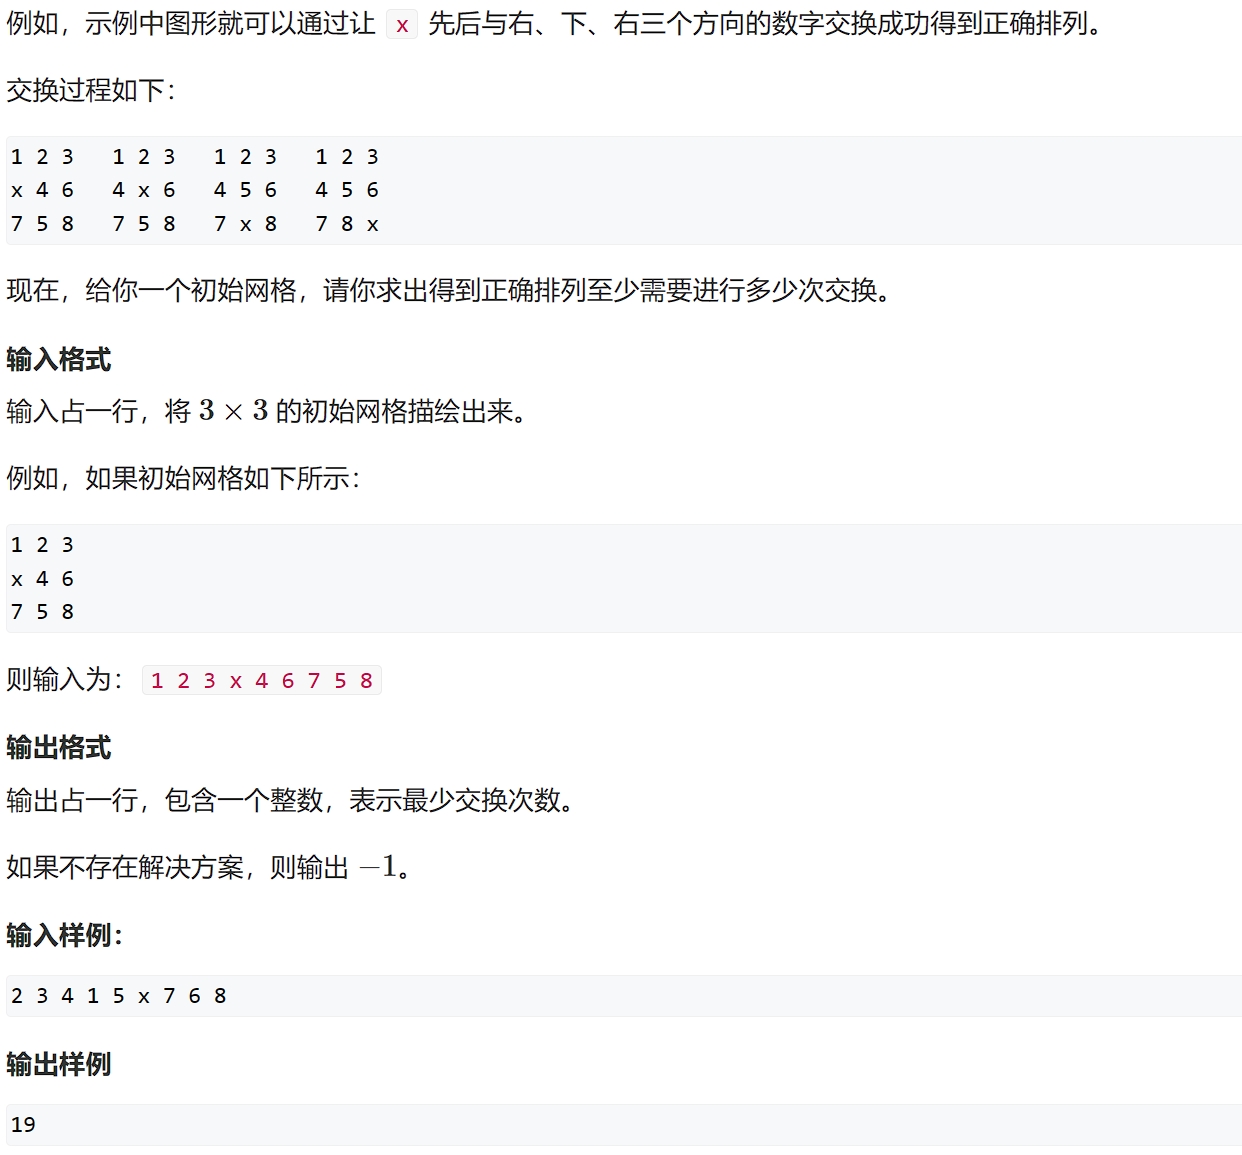 例如，示例中图形就可以通过让 x 先后与右、下、右三个方向的数字交换成功得到正确排列。
交换过程如下：
1 2 3   1 2 3   1 2 3   1 2 3
x 4 6   4 x 6   4 5 6   4 5 6
7 5 8   7 5 8   7 x 8   7 8 x
现在，给你一个初始网格，请你求出得到正确排列至少需要进行多少次交换。
输入格式
输入占一行，将 3 × 3 的初始网格描绘出来。
例如，如果初始网格如下所示：
1 2 3
x 4 6
7 5 8
则输入为： 1 2 3 x 4 6 7 5 8
输出格式
输出占一行，包含一个整数，表示最少交换次数。
如果不存在解决方案，则输出 −1。
输入样例：
2 3 4 1 5 x 7 6 8
输出样例
19